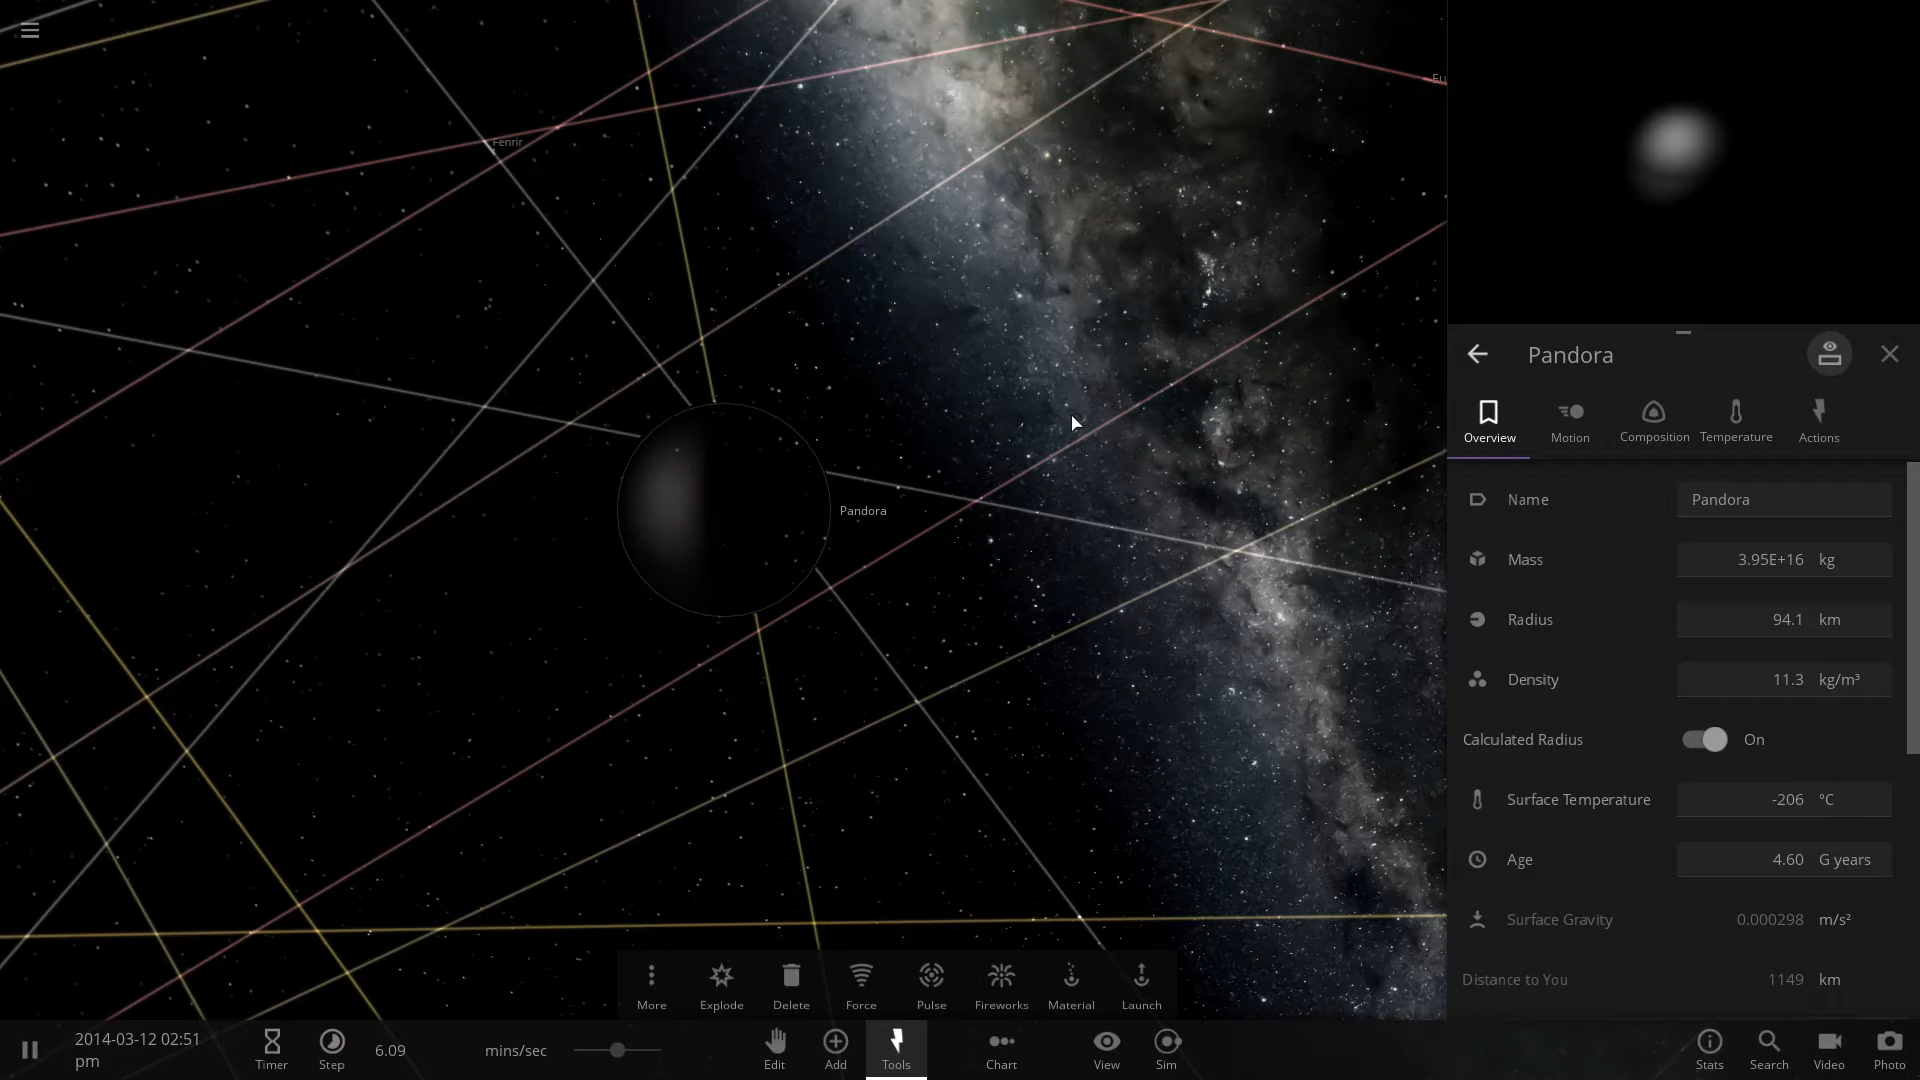 Eu
Fenrir
Pandora
Pandora
Overview
Motion
Composition
Temperature
Actions
Name
Pandora
Mass
3.95E+16 kg
Radius
94.1 km
Density
11.3 kg/m³
Calculated Radius
On
Surface Temperature
-206 °C
Age
4.60 G years
Surface Gravity
0.000298 m/s²
Distance to You
1149 km
More
Explode
Delete
Force
Pulse
Fireworks
Material
Launch
2014-03-12 02:51
pm
Timer
Step
6.09 mins/sec
Edit
Add
Tools
Chart
View
Sim
Stats
Search
Video
Photo